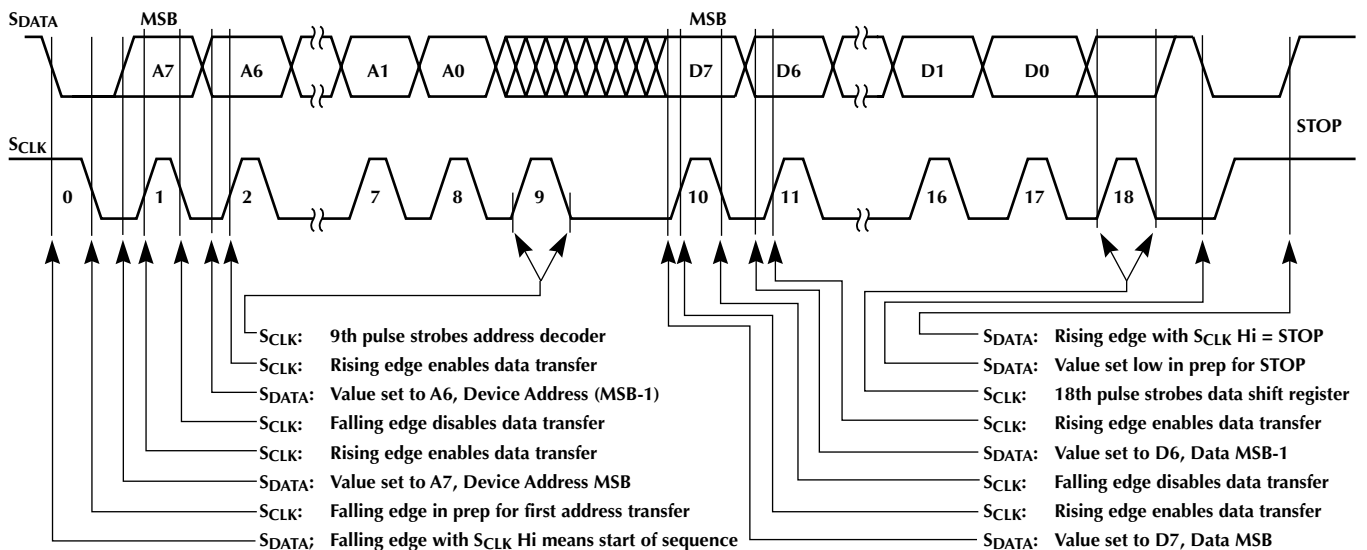 SDATA MSB MSB
A7 A6 A1 A0 D7 D6 D1 D0
STOP
SCLK
0 1 2 7 8 9 10 11 16 17 18
SCLK: 9th pulse strobes address decoder
SCLK: Rising edge enables data transfer
SDATA: Value set to A6, Device Address (MSB-1)
SCLK: Falling edge disables data transfer
SCLK: Rising edge enables data transfer
SDATA: Value set to A7, Device Address MSB
SCLK: Falling edge in prep for first address transfer
SDATA; Falling edge with SCLK Hi means start of sequence
SDATA: Rising edge with SCLK Hi = STOP
SDATA: Value set low in prep for STOP
SCLK: 18th pulse strobes data shift register
SCLK: Rising edge enables data transfer
SDATA: Value set to D6, Data MSB-1
SCLK: Falling edge disables data transfer
SCLK: Rising edge enables data transfer
SDATA: Value set to D7, Data MSB